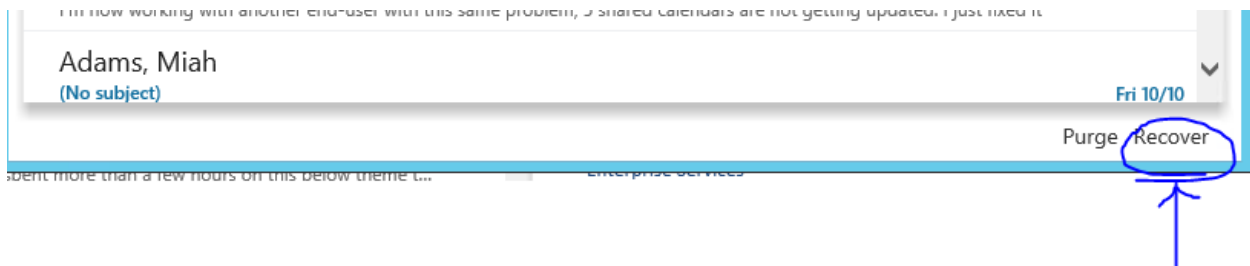 I'm now working with another end-user with this same problem, 5 shared calendars are not getting updated. I just fixed it
Adams, Miah
(No subject) Fri 10/10
Purge Recover
spent more than a few hours on this below theme t... Enterprise Services